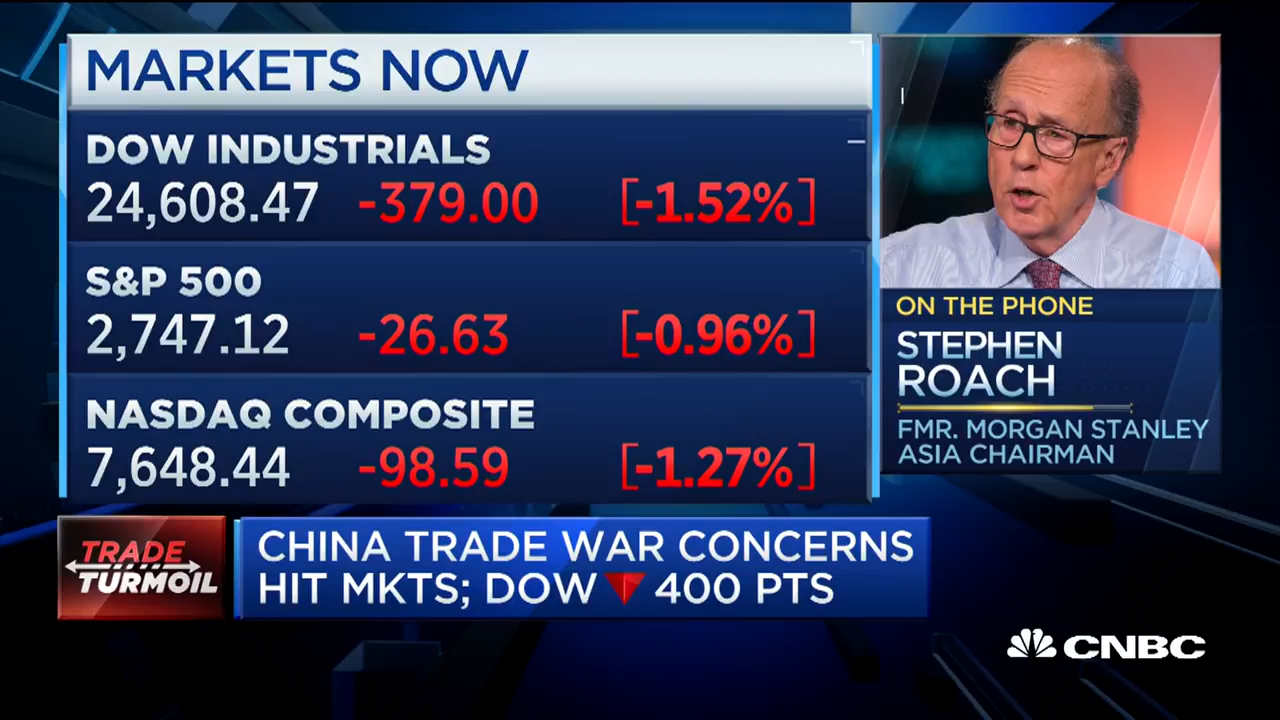 MARKETS NOW
DOW INDUSTRIALS
24,608.47 -379.00 [-1.52%]
S&P 500
2,747.12 -26.63 [-0.96%]
NASDAQ COMPOSITE
7,648.44 -98.59 [-1.27%]
ON THE PHONE
STEPHEN
ROACH
FMR. MORGAN STANLEY
ASIA CHAIRMAN
TRADE
TURMOIL
CHINA TRADE WAR CONCERNS
HIT MKTS; DOW ▼ 400 PTS
CNBC